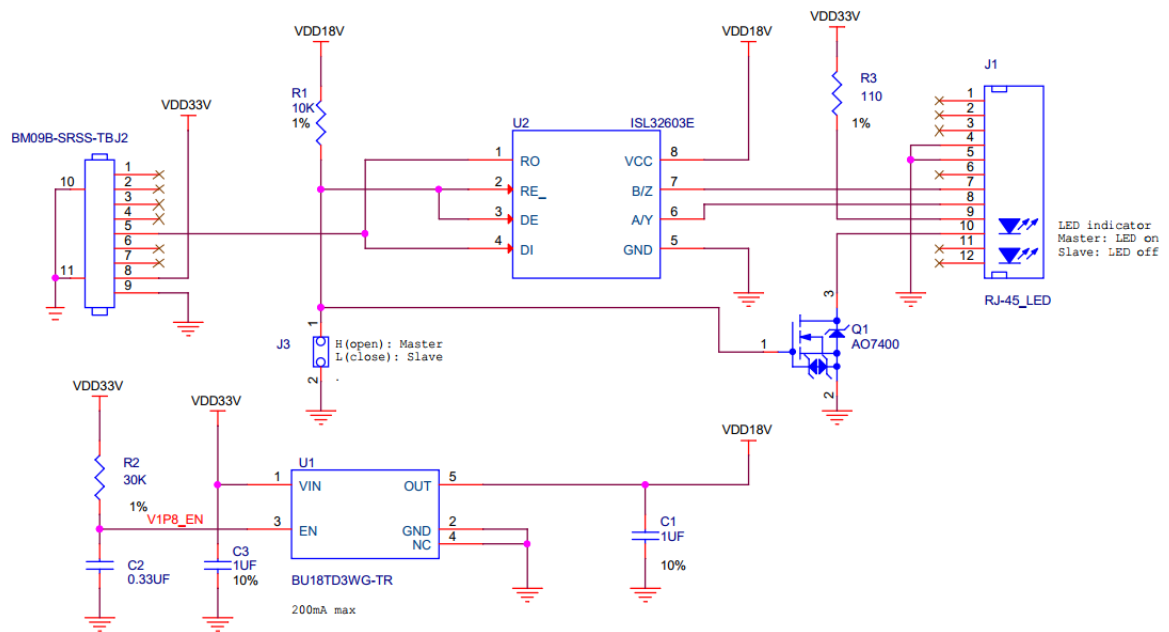 VDD18V
VDD18V
VDD33V
J1
R1
10K
1%
R3
110
1%
VDD33V
BM09B-SRSS-TBJ2
U2
ISL32603E
1
RO
VCC
8
2
RE_
B/Z
7
3
DE
A/Y
6
4
DI
GND
5
10
11
1
2
3
4
5
6
7
8
9
1
2
3
4
5
6
7
8
9
10
11
12
LED indicator
Master: LED on
Slave: LED off
RJ-45_LED
J3
1
2
H(open): Master
L(close): Slave
.
3
1
2
Q1
AO7400
VDD33V
VDD33V
VDD18V
R2
30K
1%
V1P8_EN
U1
1
VIN
OUT
5
3
EN
GND
2
NC
4
C1
1UF
10%
C2
0.33UF
C3
1UF
10%
BU18TD3WG-TR
200mA max